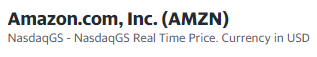 Amazon.com, Inc. (AMZN)
NasdaqGS - NasdaqGS Real Time Price. Currency in USD